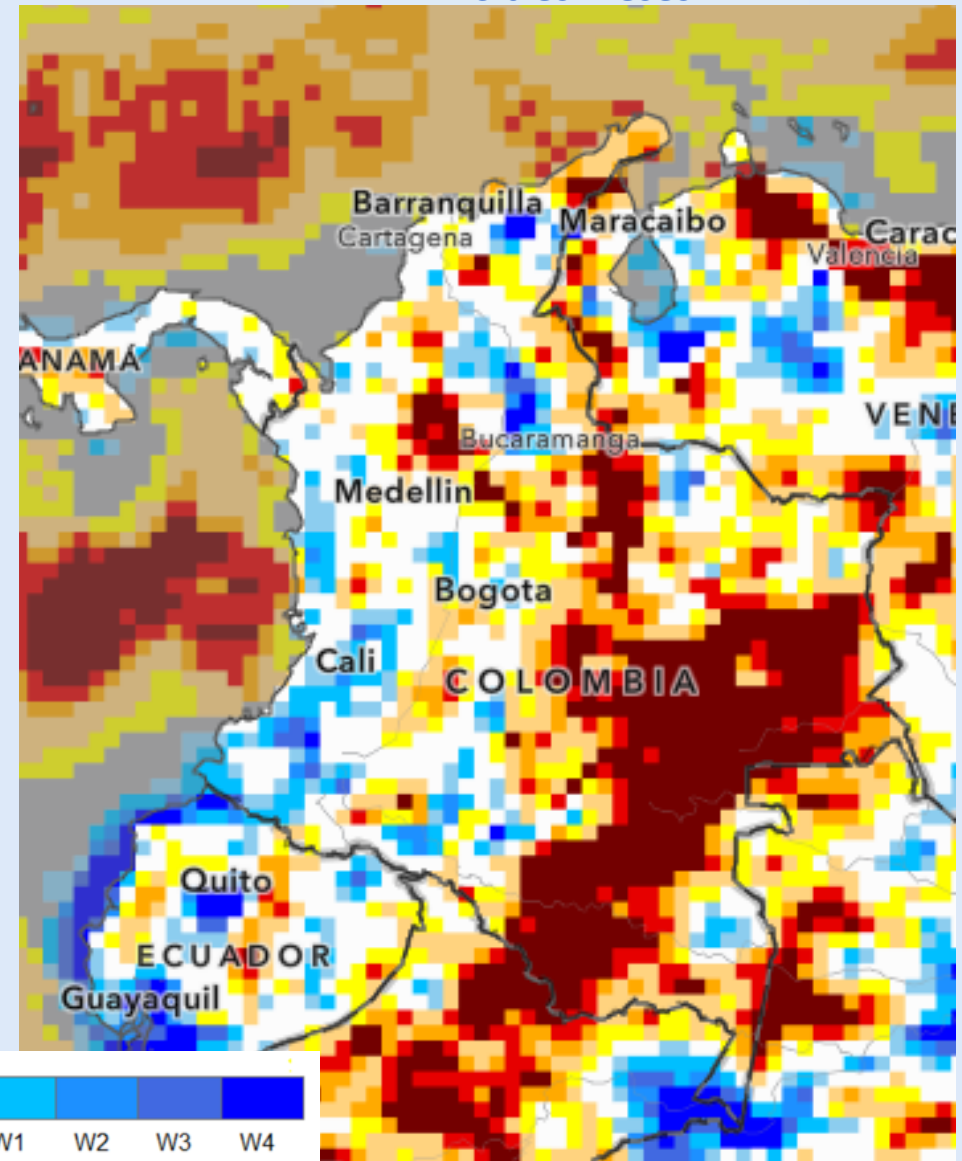 Barranquilla
Cartagena
Maracaibo
Carac
Valencia
ANAMÁ
VENE
Bucaramanga
Medellin
Bogota
Cali
COLOMBIA
Quito
ECUADOR
Guayaquil
W1 W2 W3 W4